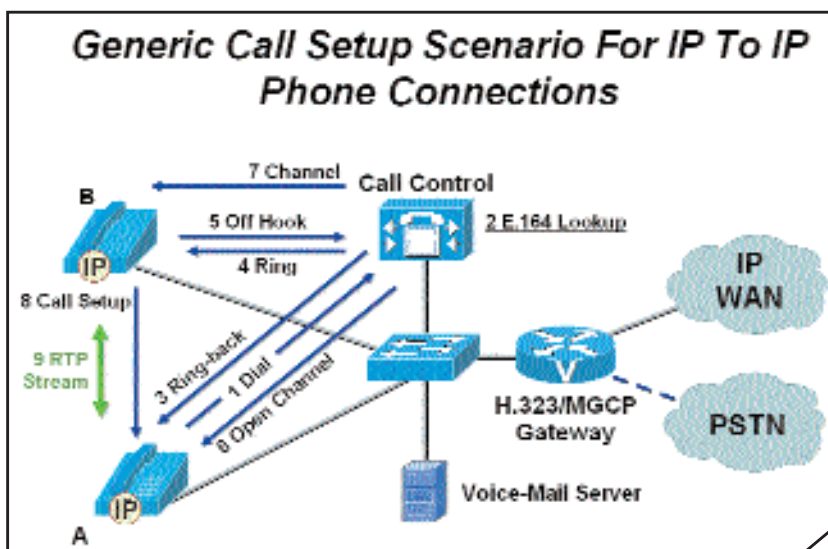 Generic Call Setup Scenario For IP To IP
Phone Connections
7 Channel
Call Control
B
5 Off Hook
2 E.164 Lookup
4 Ring
IP
IP
WAN
8 Call Setup
9 RTP
Stream
3 Ring-back
1 Dial
6 Open Channel
V
H.323/MGCP
Gateway
PSTN
IP
A
Voice-Mail Server